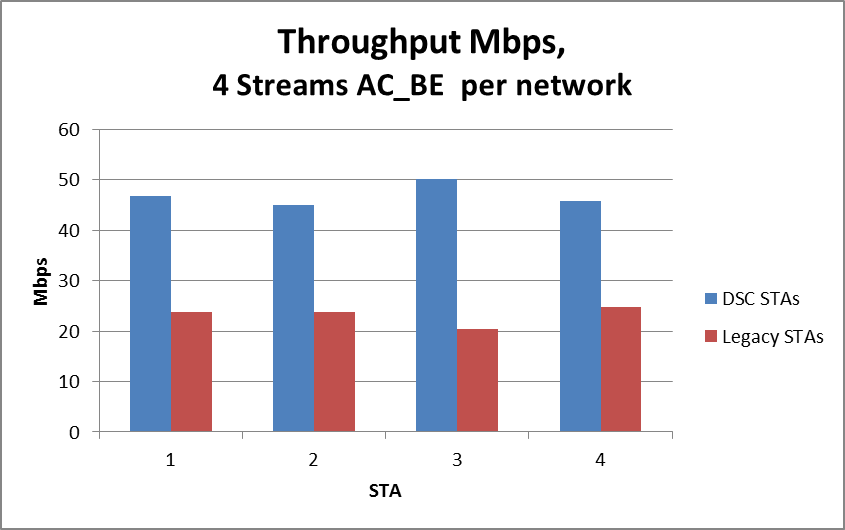 Throughput Mbps,
4 Streams AC_BE  per network
60
50
40
30
20
10
0
Mbps
1
2
3
4
STA
DSC STAs
Legacy STAs